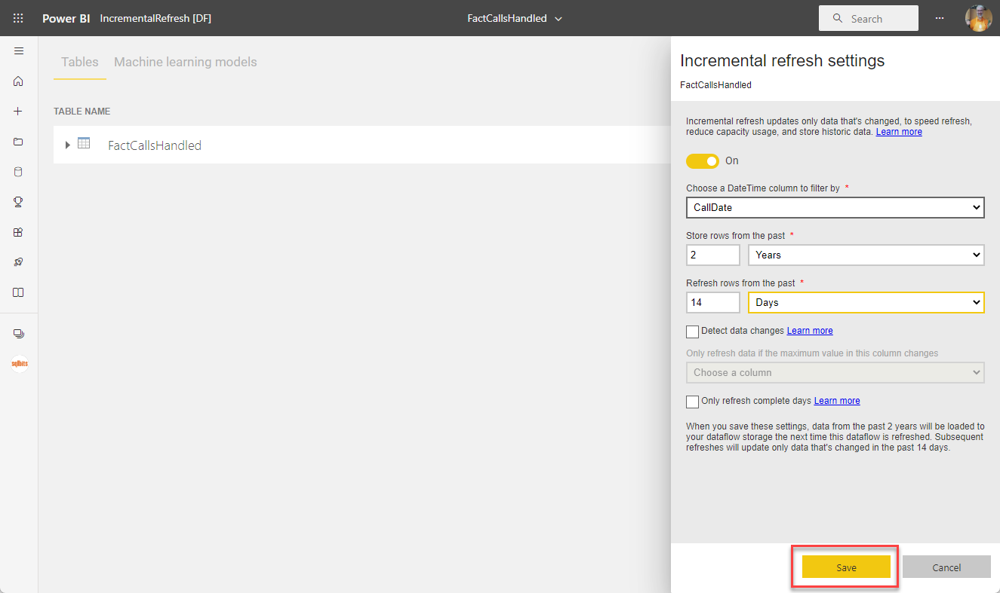 Power BI IncrementalRefresh [DF]
FactCallsHandled
Search
Tables Machine learning models
TABLE NAME
FactCallsHandled
sqlbits
Incremental refresh settings
FactCallsHandled
Incremental refresh updates only data that's changed, to speed refresh,
reduce capacity usage, and store historic data. Learn more
On
Choose a DateTime column to filter by *
CallDate
Store rows from the past *
2 Years
Refresh rows from the past *
14 Days
Detect data changes Learn more
Only refresh data if the maximum value in this column changes
Choose a column
Only refresh complete days Learn more
When you save these settings, data from the past 2 years will be loaded to
your dataflow storage the next time this dataflow is refreshed. Subsequent
refreshes will update only data that's changed in the past 14 days.
Save Cancel